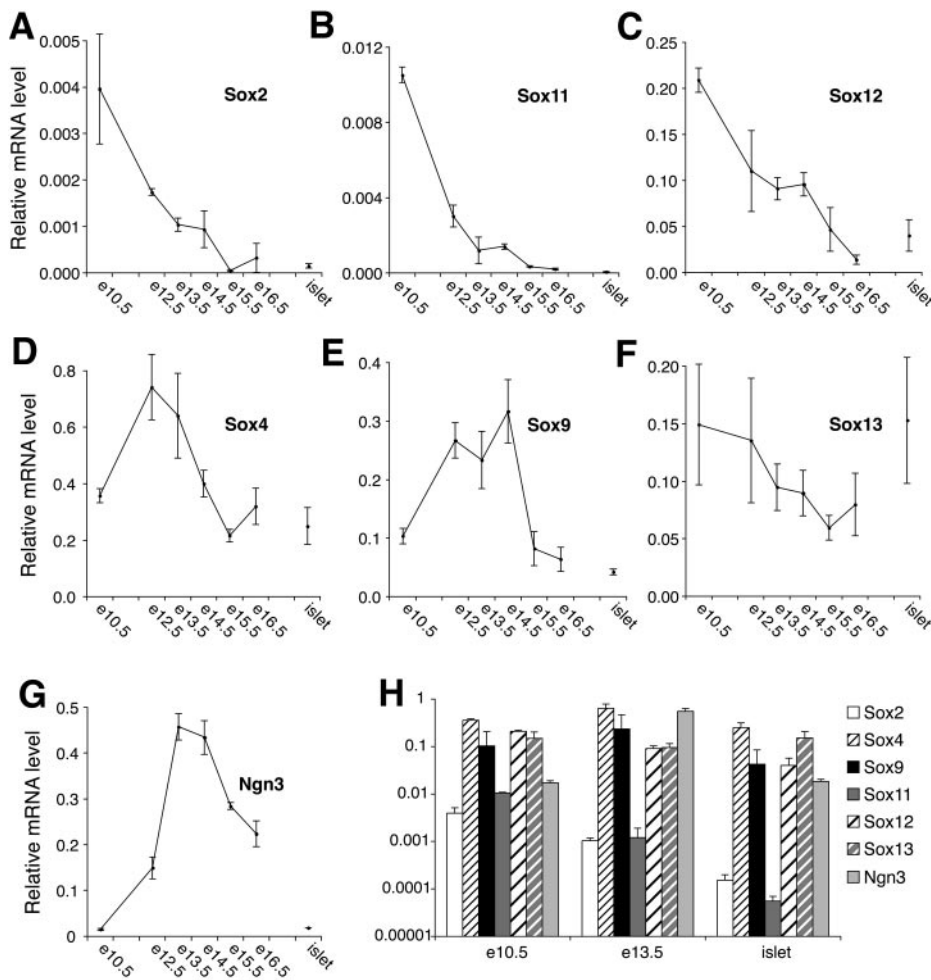 A
B
C
Relative mRNA level
0.005
0.004
0.003
0.002
0.001
0.000
Sox2
e10.5
e12.5
e13.5
e14.5
e15.5
e16.5
islet
0.012
0.008
0.004
0.000
Sox11
e10.5
e12.5
e13.5
e14.5
e15.5
e16.5
islet
0.25
0.20
0.15
0.10
0.05
0.00
Sox12
e10.5
e12.5
e13.5
e14.5
e15.5
e16.5
islet
D
E
F
Relative mRNA level
0.8
0.6
0.4
0.2
0.0
Sox4
e10.5
e12.5
e13.5
e14.5
e15.5
e16.5
islet
0.4
0.3
0.2
0.1
0.0
Sox9
e10.5
e12.5
e13.5
e14.5
e15.5
e16.5
islet
0.20
0.15
0.10
0.05
0.00
Sox13
e10.5
e12.5
e13.5
e14.5
e15.5
e16.5
islet
G
H
Relative mRNA level
0.5
0.4
0.3
0.2
0.1
0
Ngn3
e10.5
e12.5
e13.5
e14.5
e15.5
e16.5
islet
1
0.1
0.01
0.001
0.0001
0.00001
e10.5
e13.5
islet
Sox2
Sox4
Sox9
Sox11
Sox12
Sox13
Ngn3